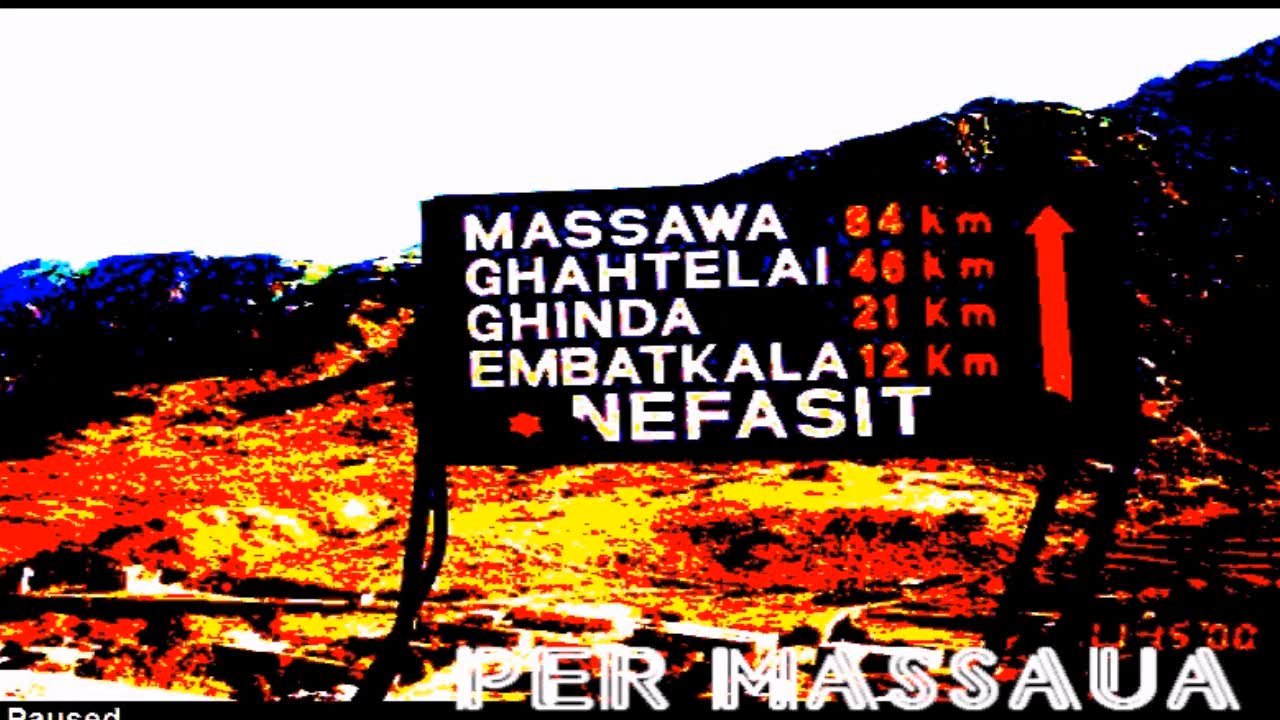 MASSAWA 84 Km
GHAHTELAI 46 Km
GHINDA 21 Km
EMBATKALA 12 Km
NEFASIT
PER MASSAUA
Paused